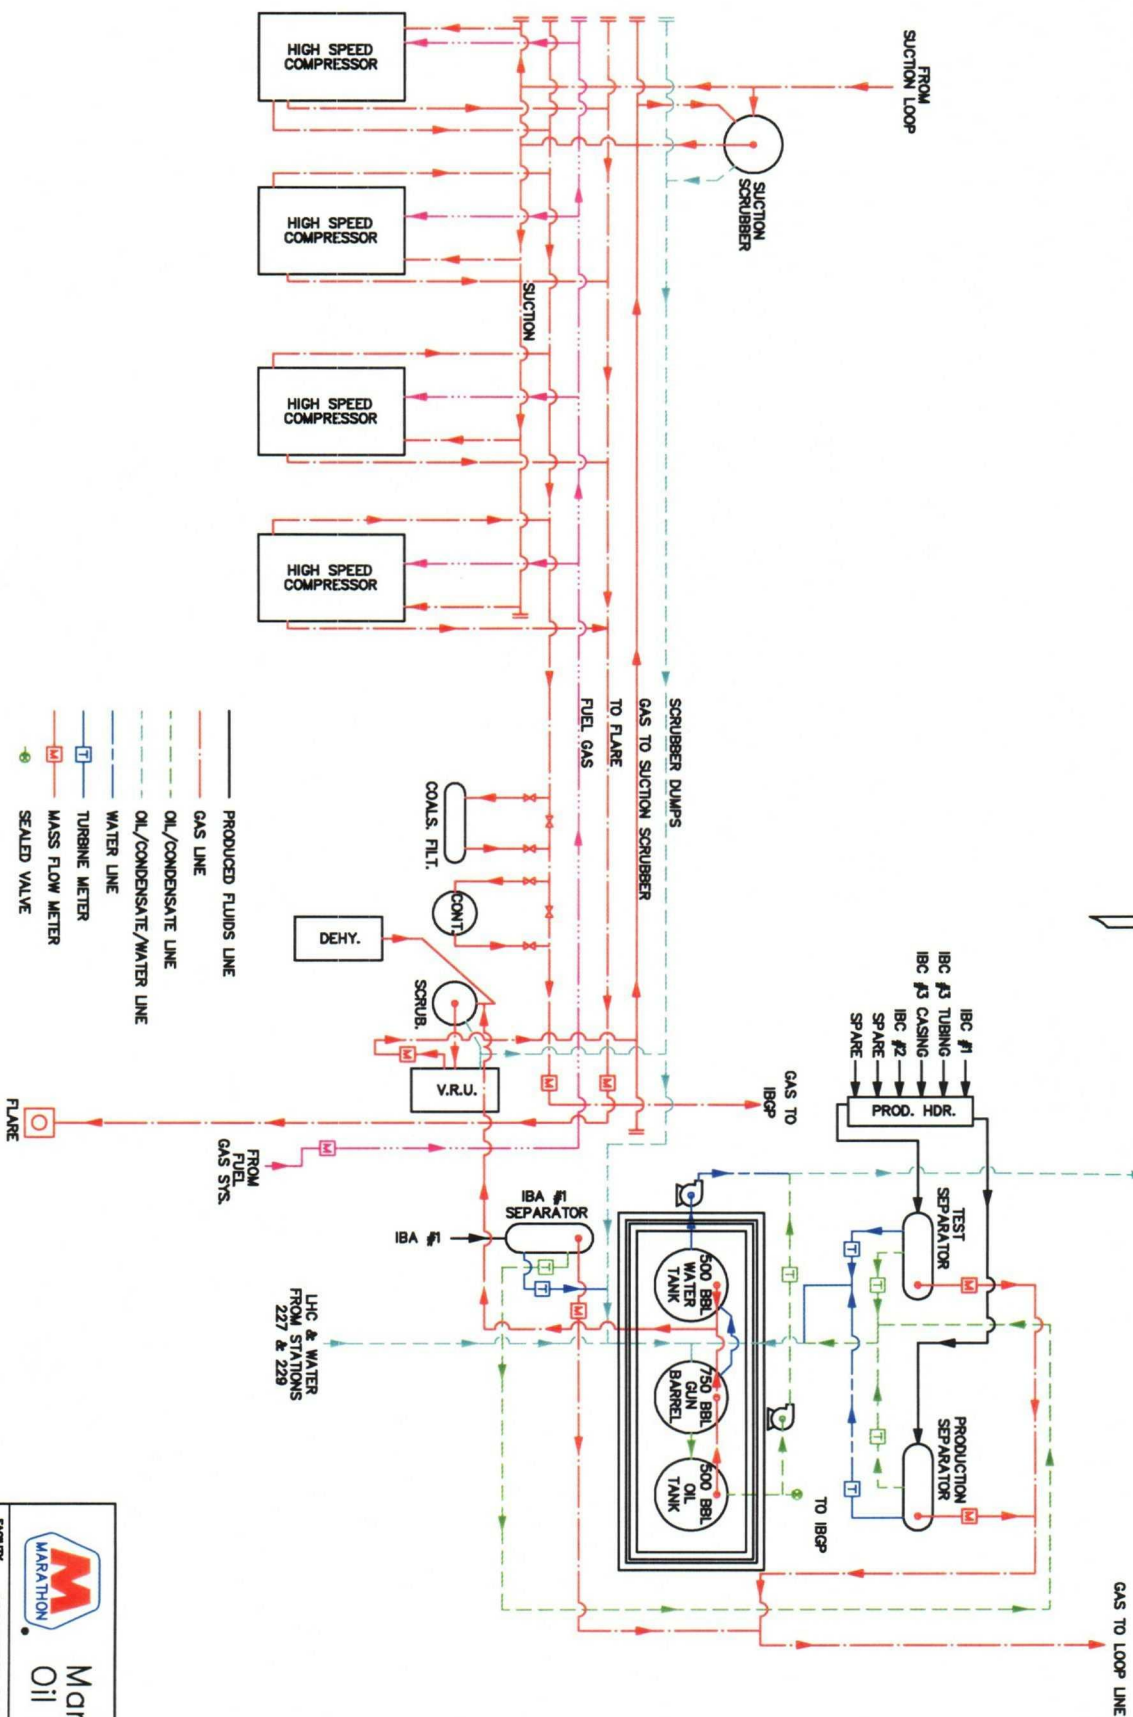 HIGH SPEED
COMPRESSOR
HIGH SPEED
COMPRESSOR
HIGH SPEED
COMPRESSOR
HIGH SPEED
COMPRESSOR
FROM
SUCTION LOOP
SUCTION
SCRUBBER
SUCTION
SCRUBBER DUMPS
GAS TO SUCTION SCRUBBER
TO FLARE
FUEL GAS
COALS. FILT.
CONT.
DEHY.
SCRUB.
V.R.U.
M
M
M
M
GAS TO
IBGP
FLARE
FROM
FUEL
GAS SYS.
IBC #1
IBC #3 TUBING
IBC #3 CASING
IBC #2
SPARE
SPARE
PROD. HDR.
TEST
SEPARATOR
PRODUCTION
SEPARATOR
T
T
T
T
T
M
M
IBA #1
SEPARATOR
IBA #1
T
T
M
LHC & WATER
FROM STATIONS
227 & 229
500 BBL
WATER
TANK
750 BBL
GUN
BARREL
500 BBL
OIL
TANK
TO IBGP
GAS TO LOOP LINE
PRODUCED FLUIDS LINE
GAS LINE
OIL/CONDENSATE LINE
OIL/CONDENSATE/WATER LINE
WATER LINE
T TURBINE METER
M MASS FLOW METER
SEALED VALVE
M
MARATHON
Mar
Oil